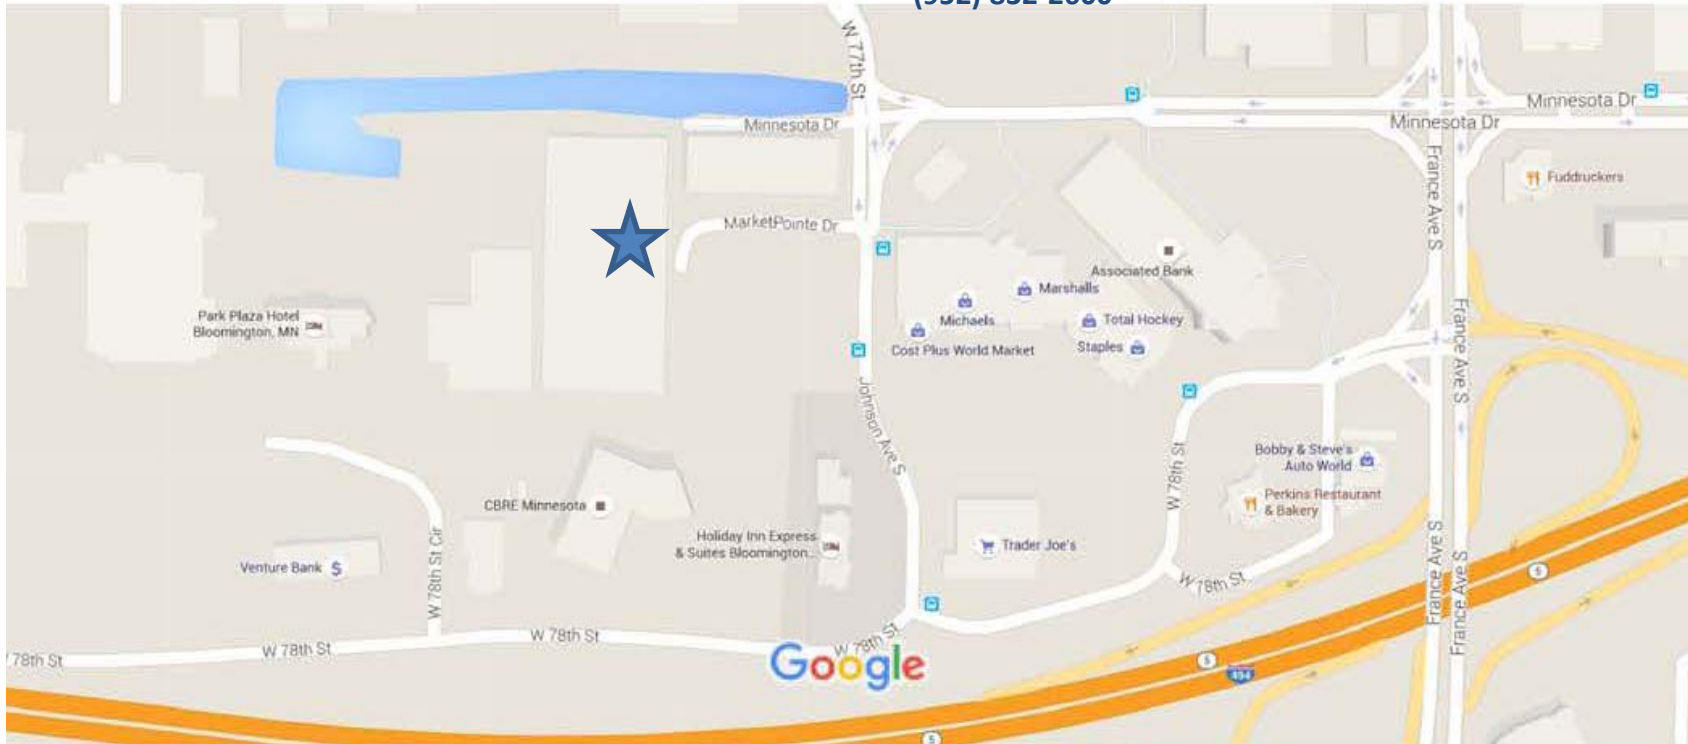 W 77th St
Minnesota Dr
Minnesota Dr
Minnesota Dr
France Ave S
Fuddruckers
MarketPointe Dr
Associated Bank
Marshalls
Michaels
Total Hockey
Cost Plus World Market
Staples
Park Plaza Hotel
Bloomington, MN
France Ave S
Johnson Ave S
W 78th St
Bobby & Steve's
Auto World
Perkins Restaurant
& Bakery
CBRE Minnesota
Holiday Inn Express
& Suites Bloomington...
Trader Joe's
Venture Bank $
W 78th St Cir
W 78th St
France Ave S
France Ave S
5
78th St
W 78th St
W 78th St
W 78th St
Google
5
494
5